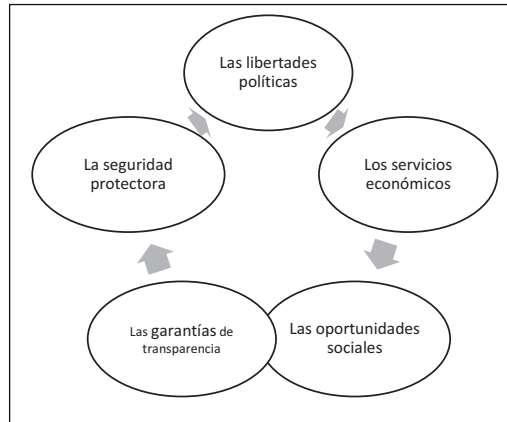 Las libertades
políticas
La seguridad
protectora
Los servicios
económicos
Las garantías de
transparencia
Las oportunidades
sociales